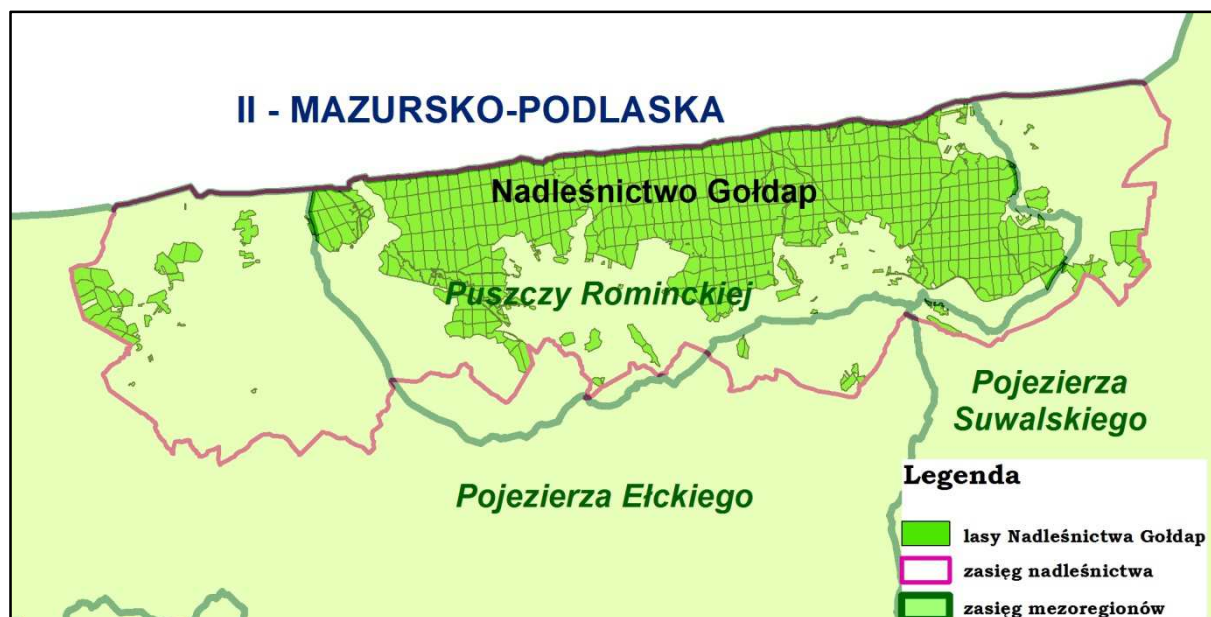 II - MAZURSKO-PODLASKA
Nadleśnictwo Gołdap
Puszczy Rominckiej
Pojezierza
Suwalskiego
Pojezierza Ełckiego
Legenda
lasy Nadleśnictwa Gołdap
zasięg nadleśnictwa
zasięg mezoregionów